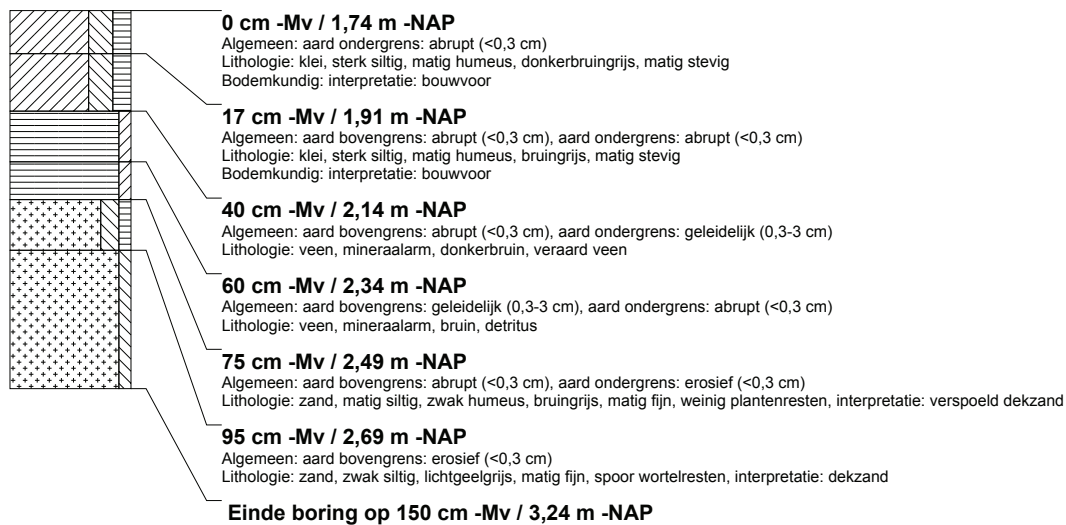 0 cm -Mv / 1,74 m -NAP
Algemeen: aard ondergrens: abrupt (<0,3 cm)
Lithologie: klei, sterk siltig, matig humeus, donkerbruingrijs, matig stevig
Bodemkundig: interpretatie: bouwvoor
17 cm -Mv / 1,91 m -NAP
Algemeen: aard bovengrens: abrupt (<0,3 cm), aard ondergrens: abrupt (<0,3 cm)
Lithologie: klei, sterk siltig, matig humeus, bruingrijs, matig stevig
Bodemkundig: interpretatie: bouwvoor
40 cm -Mv / 2,14 m -NAP
Algemeen: aard bovengrens: abrupt (<0,3 cm), aard ondergrens: geleidelijk (0,3-3 cm)
Lithologie: veen, mineraalarm, donkerbruin, veraard veen
60 cm -Mv / 2,34 m -NAP
Algemeen: aard bovengrens: geleidelijk (0,3-3 cm), aard ondergrens: abrupt (<0,3 cm)
Lithologie: veen, mineraalarm, bruin, detritus
75 cm -Mv / 2,49 m -NAP
Algemeen: aard bovengrens: abrupt (<0,3 cm), aard ondergrens: erosief (<0,3 cm)
Lithologie: zand, matig siltig, zwak humeus, bruingrijs, matig fijn, weinig plantenresten, interpretatie: verspoeld dekzand
95 cm -Mv / 2,69 m -NAP
Algemeen: aard bovengrens: erosief (<0,3 cm)
Lithologie: zand, zwak siltig, lichtgeelgrijs, matig fijn, spoor wortelresten, interpretatie: dekzand
Einde boring op 150 cm -Mv / 3,24 m -NAP